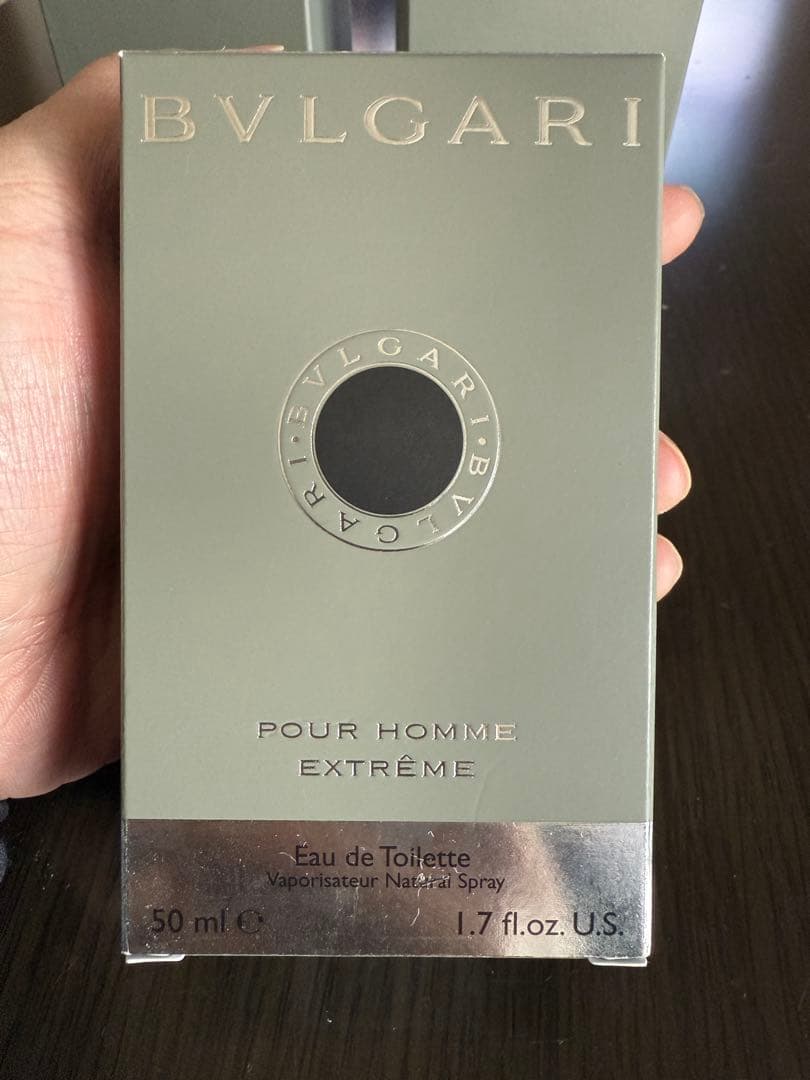 BVLGARI
BVLGARI • BVLGARI •
POUR HOMME
EXTRÊME
Eau de Toilette
Vaporisateur Natural Spray
50 ml ℮ 1.7 fl.oz. U.S.